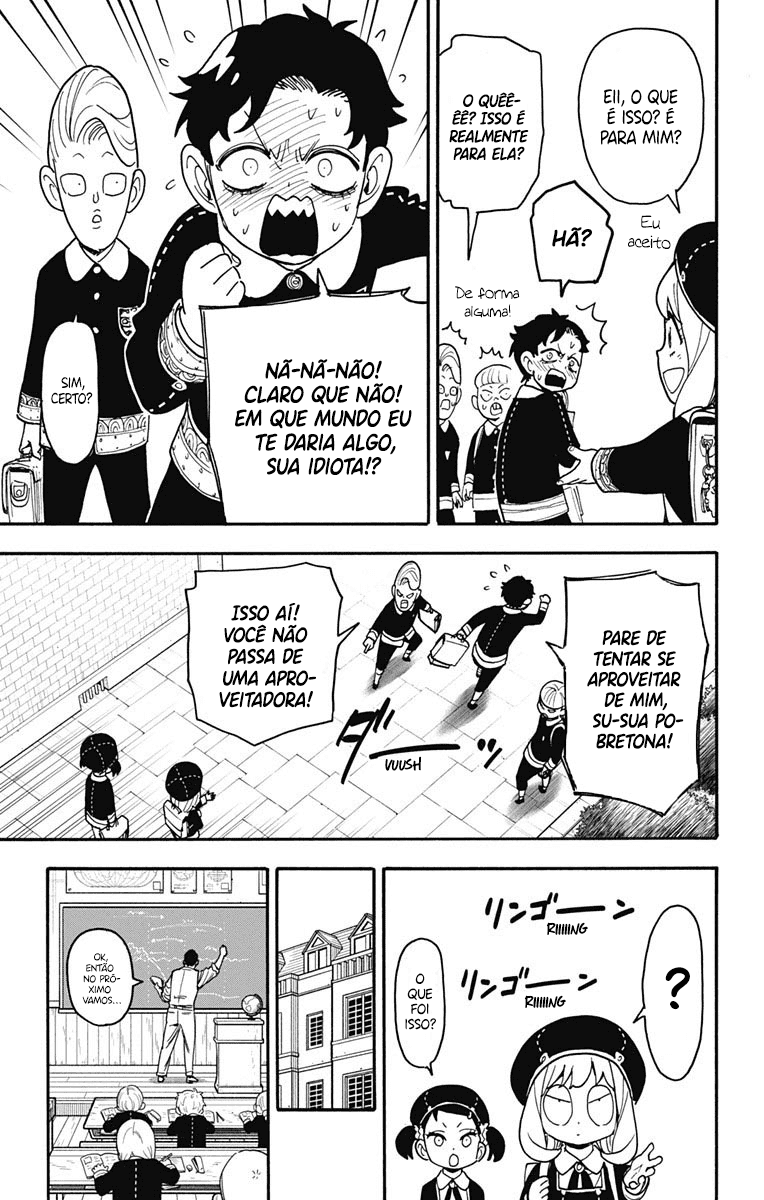 EII, O QUE
É ISSO? É
PARA MIM?
Eu
aceito
O QUÊÊ-
ÊÊ? ISSO É
REALMENTE
PARA ELA?
HÃ?
De forma
alguma!
NÃ-NÃ-NÃO!
CLARO QUE NÃO!
EM QUE MUNDO EU
TE DARIA ALGO,
SUA IDIOTA!?
SIM,
CERTO?
PARE DE
TENTAR SE
APROVEITAR
DE MIM,
SU-SUA PO-
BRETONA!
ISSO AÍ!
VOCÊ NÃO
PASSA DE
UMA APRO-
VEITADORA!
ダーッ
VUUSH
?
リンゴーン
RIIIIING
リンゴーン
RIIIIING
O
QUE
FOI
ISSO?
OK,
ENTÃO
NO PRÓ-
XIMO
VAMOS...